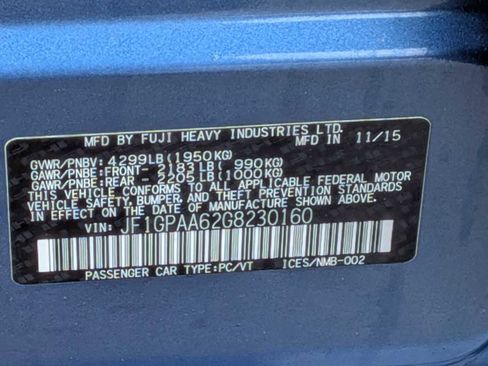 MFD BY FUJI HEAVY INDUSTRIES LTD.
MFD IN 11/15
GVWR/PNBV: 4299LB(1950KG)
GAWR/PNBE:FRONT- 2183LB( 990KG)
GAWR/PNBE:REAR - 2205LB(1000KG)
THIS VEHICLE CONFORMS TO ALL APPLICABLE FEDERAL MOTOR
VEHICLE SAFETY, BUMPER, AND THEFT PREVENTION STANDARDS
IN EFFECT ON THE DATE OF MANUFACTURE SHOWN ABOVE.
VIN: JF1GPAA62G8230160
PASSENGER CAR TYPE:PC/VT ICES/NMB-002